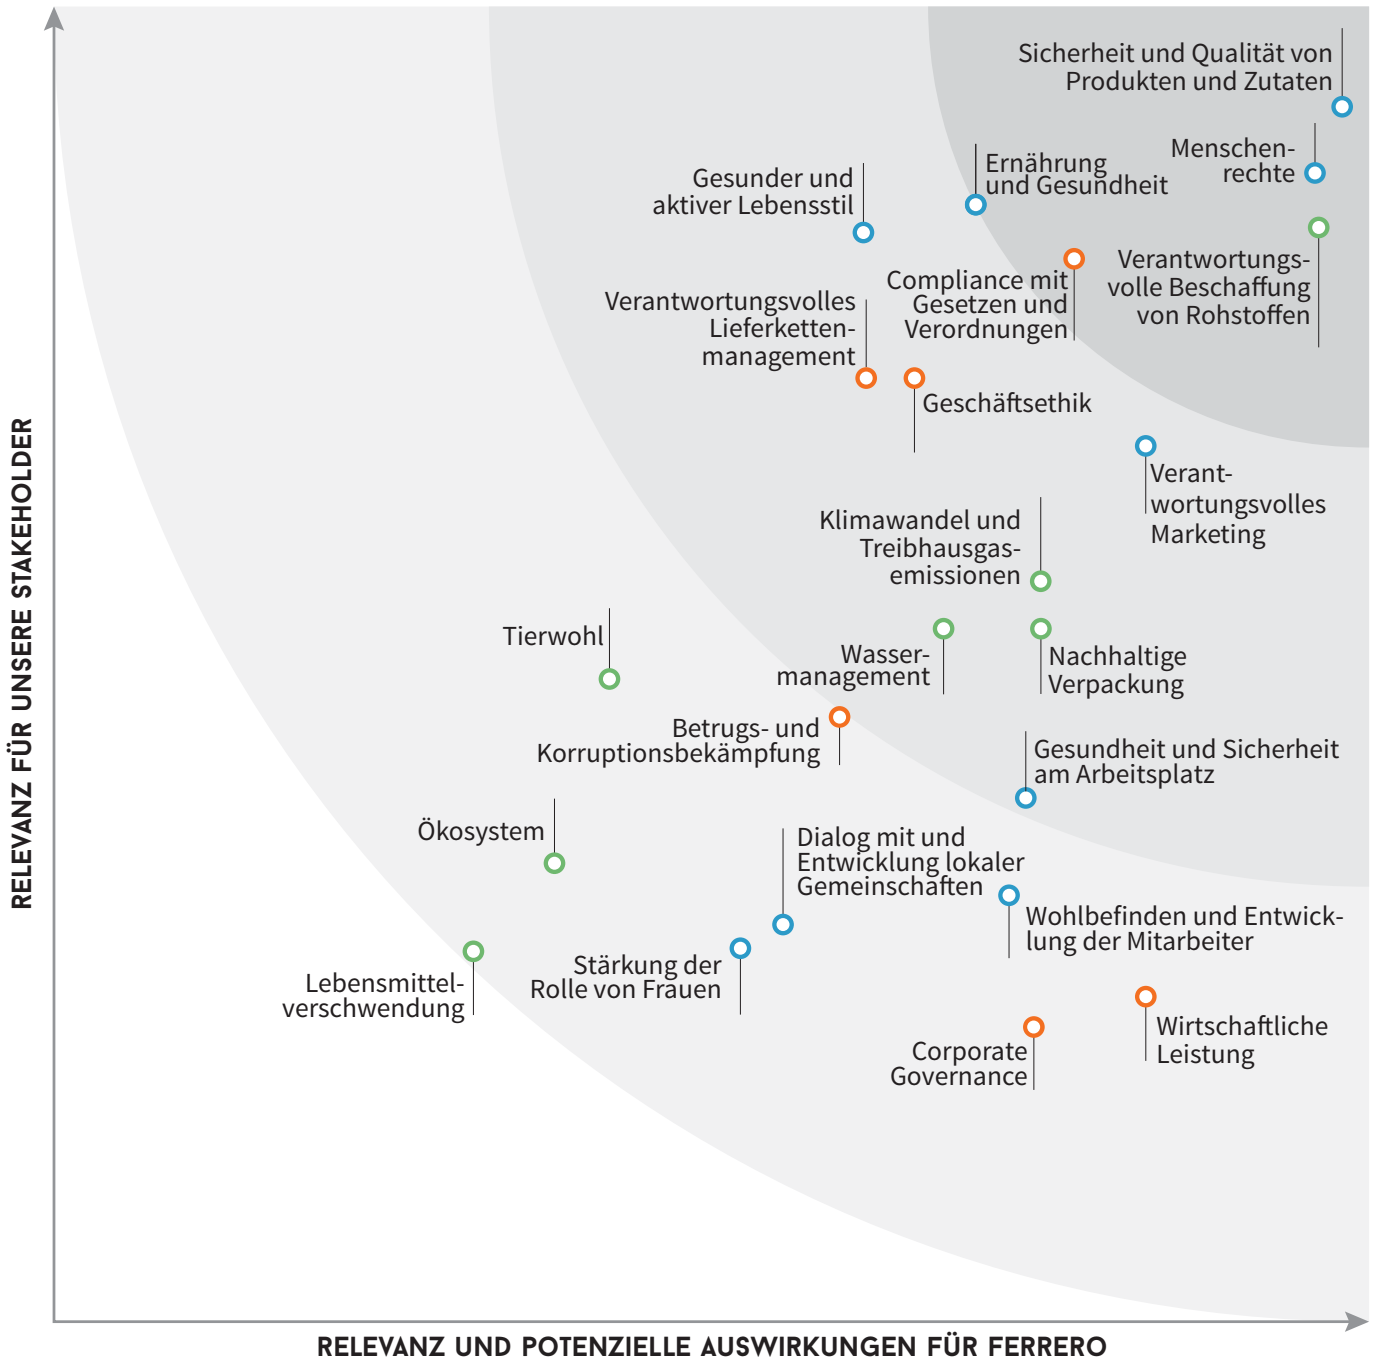 Sicherheit und Qualität von
Produkten und Zutaten
Menschen-
rechte
Ernährung
und Gesundheit
Gesunder und
aktiver Lebensstil
Verantwortungs-
volle Beschaffung
von Rohstoffen
Compliance mit
Gesetzen und
Verordnungen
Verantwortungsvolles
Lieferketten-
management
Geschäftsethik
Verant-
wortungsvolles
Marketing
Klimawandel und
Treibhausgas-
emissionen
Tierwohl
Wasser-
management
Nachhaltige
Verpackung
Betrugs- und
Korruptionsbekämpfung
Gesundheit und Sicherheit
am Arbeitsplatz
Ökosystem
Dialog mit und
Entwicklung lokaler
Gemeinschaften
Wohlbefinden und Entwick-
lung der Mitarbeiter
Stärkung der
Rolle von Frauen
Lebensmittel-
verschwendung
Wirtschaftliche
Leistung
Corporate
Governance
RELEVANZ FÜR UNSERE STAKEHOLDER
RELEVANZ UND POTENZIELLE AUSWIRKUNGEN FÜR FERRERO